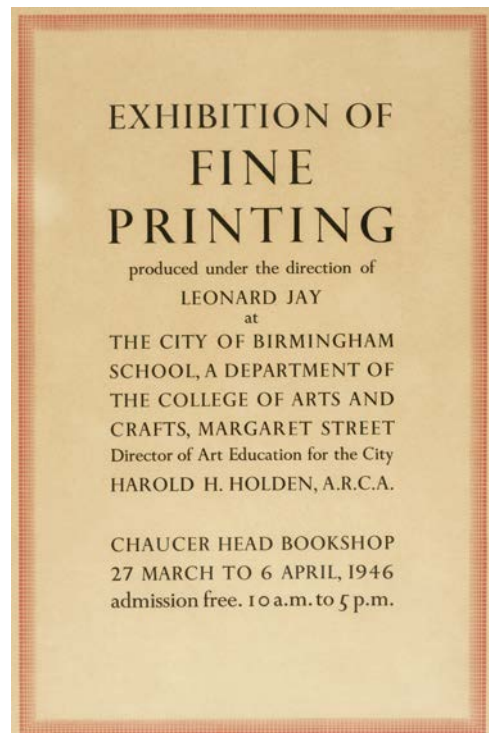 EXHIBITION OF
FINE
PRINTING
produced under the direction of
LEONARD JAY
at
THE CITY OF BIRMINGHAM
SCHOOL, A DEPARTMENT OF
THE COLLEGE OF ARTS AND
CRAFTS, MARGARET STREET
Director of Art Education for the City
HAROLD H. HOLDEN, A.R.C.A.
CHAUCER HEAD BOOKSHOP
27 MARCH TO 6 APRIL, 1946
admission free. 10 a.m. to 5 p.m.